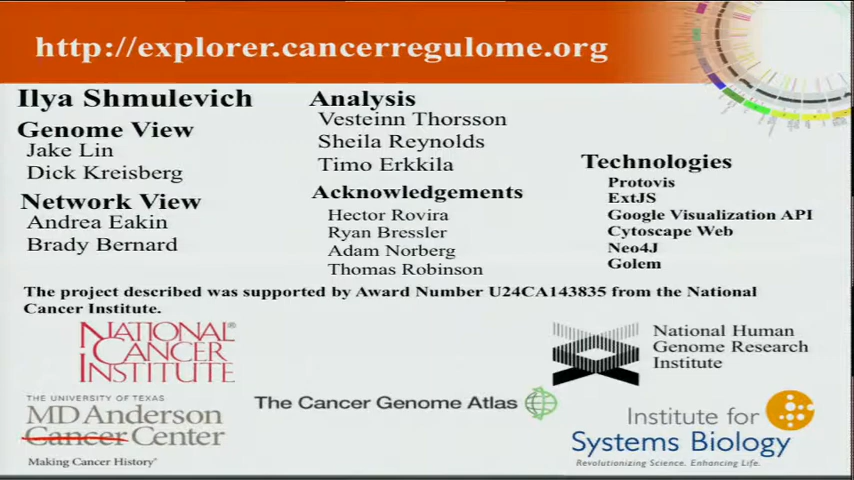 http://explorer.cancerregulome.org
Ilya Shmulevich
Genome View
Jake Lin
Dick Kreisberg
Network View
Andrea Eakin
Brady Bernard
Analysis
Vesteinn Thorsson
Sheila Reynolds
Timo Erkkila
Acknowledgements
Hector Rovira
Ryan Bressler
Adam Norberg
Thomas Robinson
Technologies
Protovis
ExtJS
Google Visualization API
Cytoscape Web
Neo4J
Golem
The project described was supported by Award Number U24CA143835 from the National
Cancer Institute.
NATIONAL®
CANCER
INSTITUTE
National Human
Genome Research
Institute
THE UNIVERSITY OF TEXAS
MD Anderson
Cancer Center
Making Cancer History®
The Cancer Genome Atlas
Institute for
Systems Biology
Revolutionizing Science. Enhancing Life.